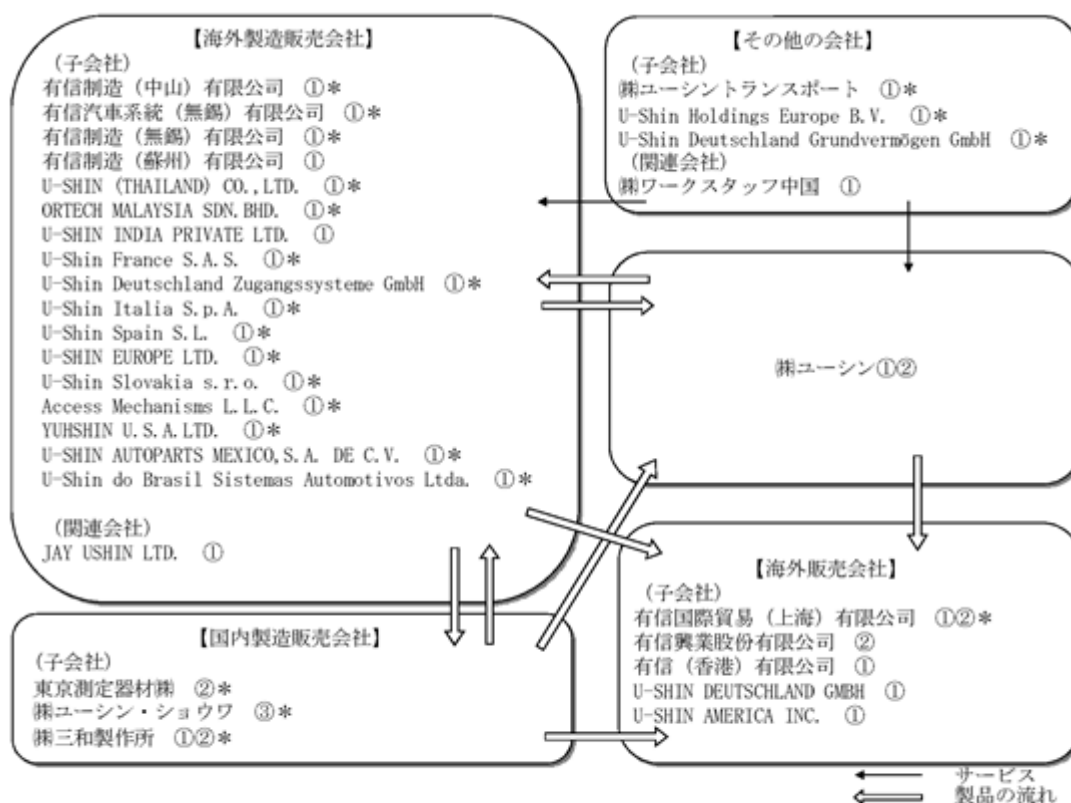 【海外製造販売会社】
(子会社)
有信制造(中山)有限公司 ①*
有信汽車系統(無錫)有限公司 ①*
有信制造(無錫)有限公司 ①*
有信制造(蘇州)有限公司 ①
U-SHIN (THAILAND) CO.,LTD. ①*
ORTECH MALAYSIA SDN.BHD. ①*
U-SHIN INDIA PRIVATE LTD. ①
U-Shin France S.A.S. ①*
U-Shin Deutschland Zugangssysteme GmbH ①*
U-Shin Italia S.p.A. ①*
U-Shin Spain S.L. ①*
U-SHIN EUROPE LTD. ①*
U-Shin Slovakia s.r.o. ①*
Access Mechanisms L.L.C. ①*
YUHSHIN U.S.A.LTD. ①*
U-SHIN AUTOPARTS MEXICO,S.A. DE C.V. ①*
U-Shin do Brasil Sistemas Automotivos Ltda. ①*
(関連会社)
JAY USHIN LTD. ①
【その他の会社】
(子会社)
㈱ユーシントランスポート ①*
U-Shin Holdings Europe B.V. ①*
U-Shin Deutschland Grundvermögen GmbH ①*
(関連会社)
㈱ワークスタッフ中国 ①
㈱ユーシン①②
【国内製造販売会社】
(子会社)
東京測定器材㈱ ②*
㈱ユーシン・ショウワ ③*
㈱三和製作所 ①②*
【海外販売会社】
(子会社)
有信国際貿易(上海)有限公司 ①②*
有信興業股份有限公司 ②
有信(香港)有限公司 ①
U-SHIN DEUTSCHLAND GMBH ①
U-SHIN AMERICA INC. ①
サービス
製品の流れ